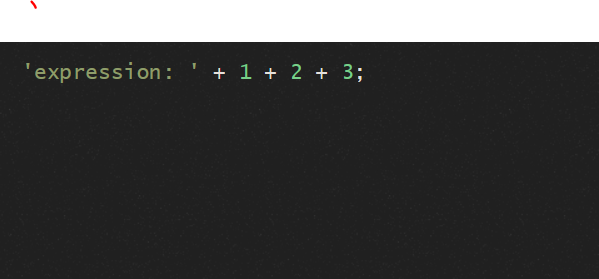 'expression: ' + 1 + 2 + 3;